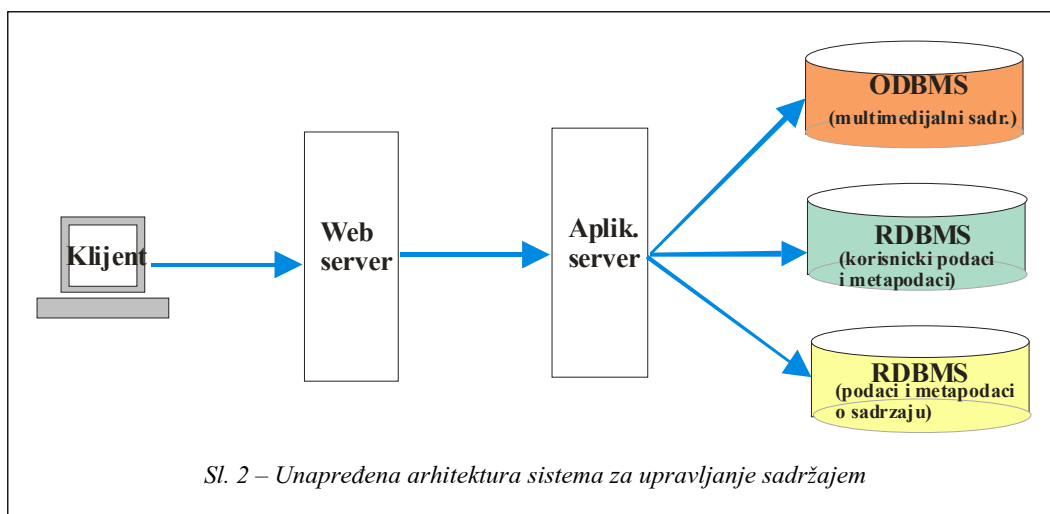 Klijent
Web
server
Aplik.
server
ODBMS
(multimedijalni sadr.)
RDBMS
(korisnicki podaci
i metapodaci)
RDBMS
(podaci i metapodaci
o sadrzaju)
Sl. 2 – Unapređena arhitektura sistema za upravljanje sadržajem